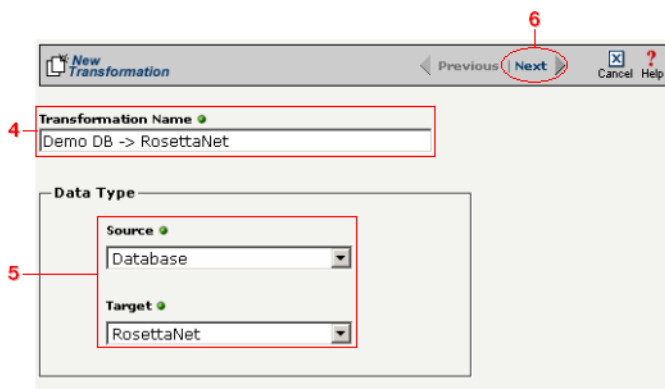 6
New
Transformation
Previous | Next
Cancel
? Help
4
Transformation Name
Demo DB -> RosettaNet
Data Type
5
Source
Database
Target
RosettaNet